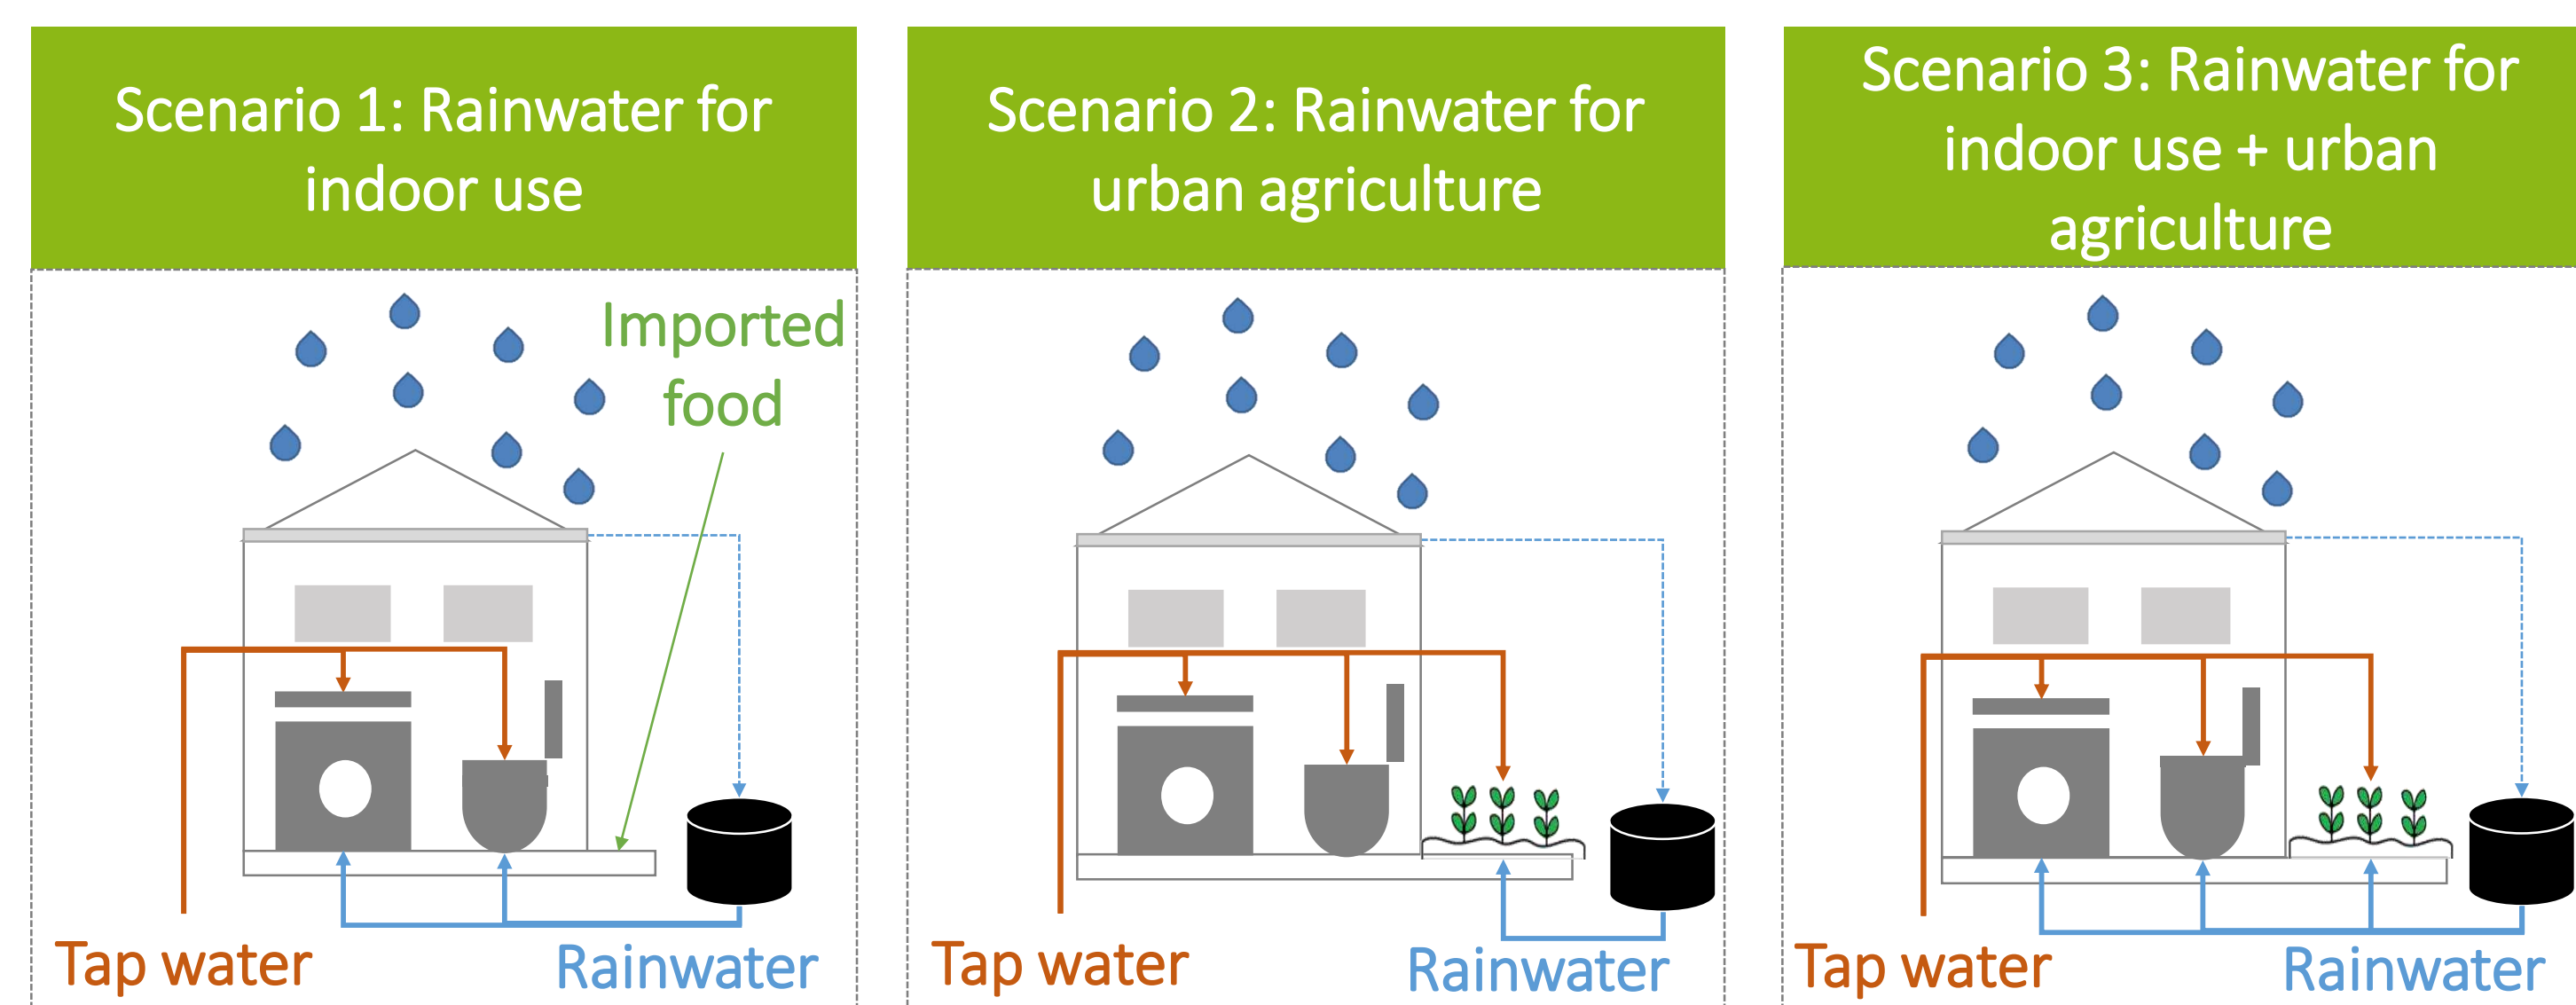 Scenario 1: Rainwater for
indoor use
Imported
food
Tap water
Rainwater
Scenario 2: Rainwater for
urban agriculture
Tap water
Rainwater
Scenario 3: Rainwater for
indoor use + urban
agriculture
Tap water
Rainwater